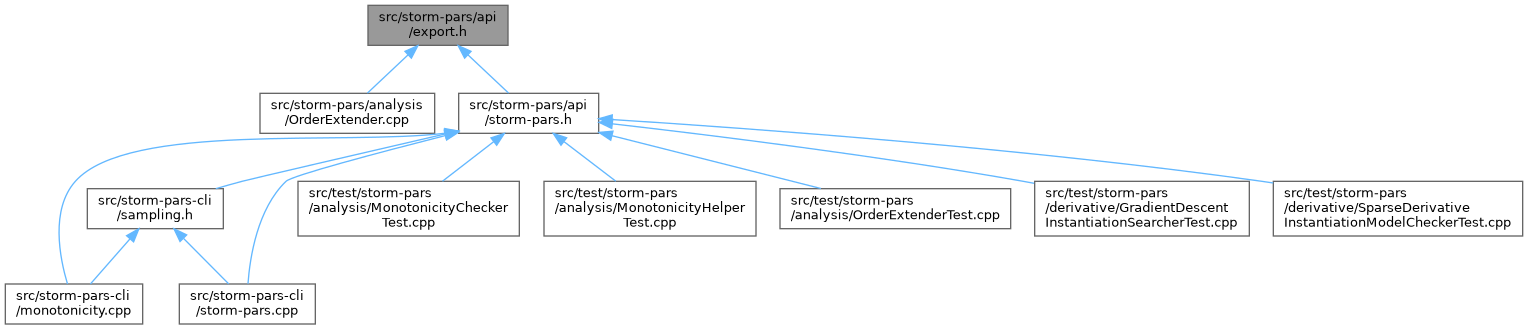 src/storm-pars/api
/export.h
src/storm-pars/analysis
/OrderExtender.cpp
src/storm-pars/api
/storm-pars.h
src/storm-pars-cli
/sampling.h
src/test/storm-pars
/analysis/MonotonicityChecker
Test.cpp
src/test/storm-pars
/analysis/MonotonicityHelper
Test.cpp
src/test/storm-pars
/analysis/OrderExtenderTest.cpp
src/test/storm-pars
/derivative/GradientDescent
InstantiationSearcherTest.cpp
src/test/storm-pars
/derivative/SparseDerivative
InstantiationModelCheckerTest.cpp
src/storm-pars-cli
/monotonicity.cpp
src/storm-pars-cli
/storm-pars.cpp